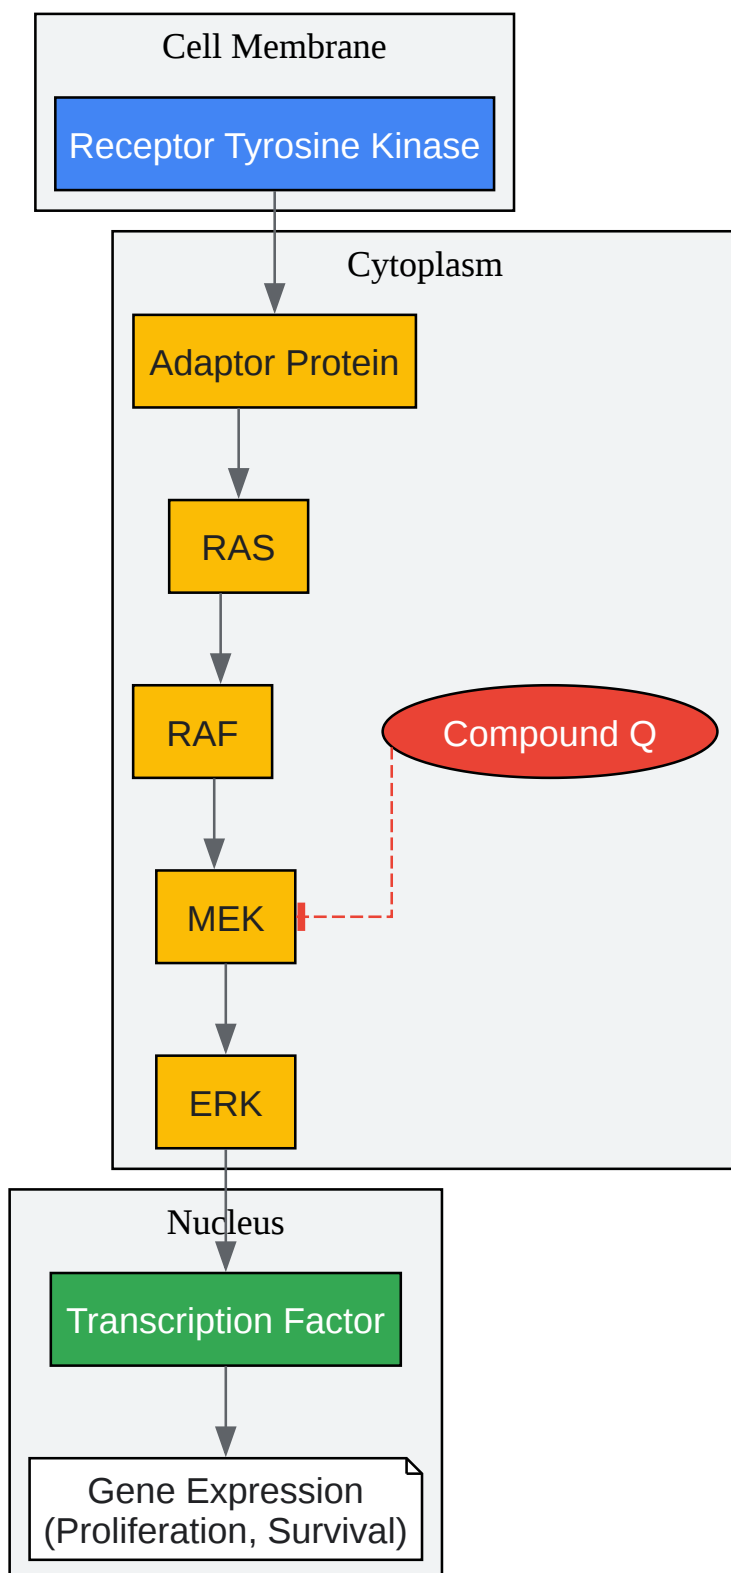 Cell Membrane
Receptor Tyrosine Kinase
Cytoplasm
Adaptor Protein
RAS
RAF
Compound Q
MEK
ERK
Nucleus
Transcription Factor
Gene Expression
(Proliferation, Survival)